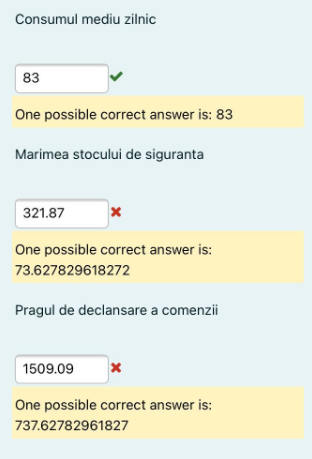 Consumul mediu zilnic
83
One possible correct answer is: 83
Marimea stocului de siguranta
321.87
One possible correct answer is:
73.627829618272
Pragul de declansare a comenzii
1509.09
One possible correct answer is:
737.62782961827